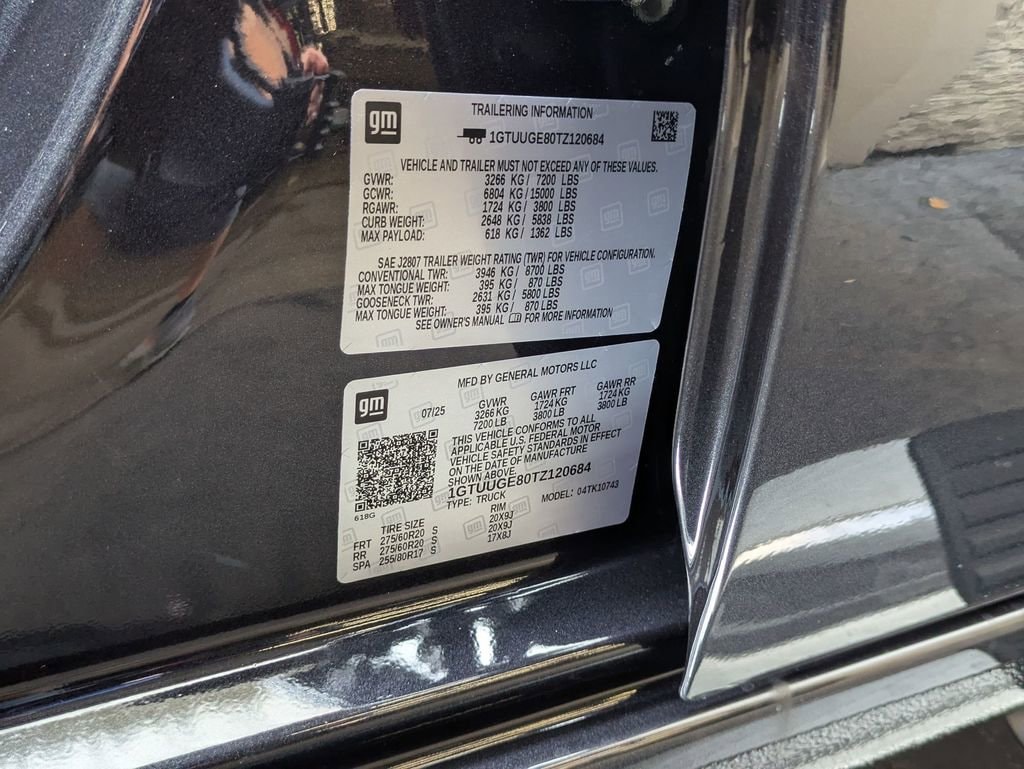 gm
TRAILERING INFORMATION
1GTUUGE80TZ120684
VEHICLE AND TRAILER MUST NOT EXCEED ANY OF THESE VALUES.
GVWR: 3266 KG / 7200 LBS
GCWR: 6804 KG / 15000 LBS
RGAWR: 1724 KG / 3800 LBS
CURB WEIGHT: 2648 KG / 5838 LBS
MAX PAYLOAD: 618 KG / 1362 LBS
SAE J2807 TRAILER WEIGHT RATING (TWR) FOR VEHICLE CONFIGURATION.
CONVENTIONAL TWR: 3946 KG / 8700 LBS
MAX TONGUE WEIGHT: 395 KG / 870 LBS
GOOSENECK TWR: 2631 KG / 5800 LBS
MAX TONGUE WEIGHT: 395 KG / 870 LBS
SEE OWNER'S MANUAL FOR MORE INFORMATION
gm
MFD BY GENERAL MOTORS LLC
07/25 GVWR GAWR FRT GAWR RR
3266 KG 1724 KG 1724 KG
7200 LB 3800 LB 3800 LB
THIS VEHICLE CONFORMS TO ALL
APPLICABLE U.S. FEDERAL MOTOR
VEHICLE SAFETY STANDARDS IN EFFECT
ON THE DATE OF MANUFACTURE
SHOWN ABOVE.
1GTUUGE80TZ120684
TYPE: TRUCK MODEL: 04TK10743
618G
TIRE SIZE RIM
FRT 275/60R20 S 20X9J
RR 275/60R20 S 20X9J
SPA 255/80R17 S 17X8J